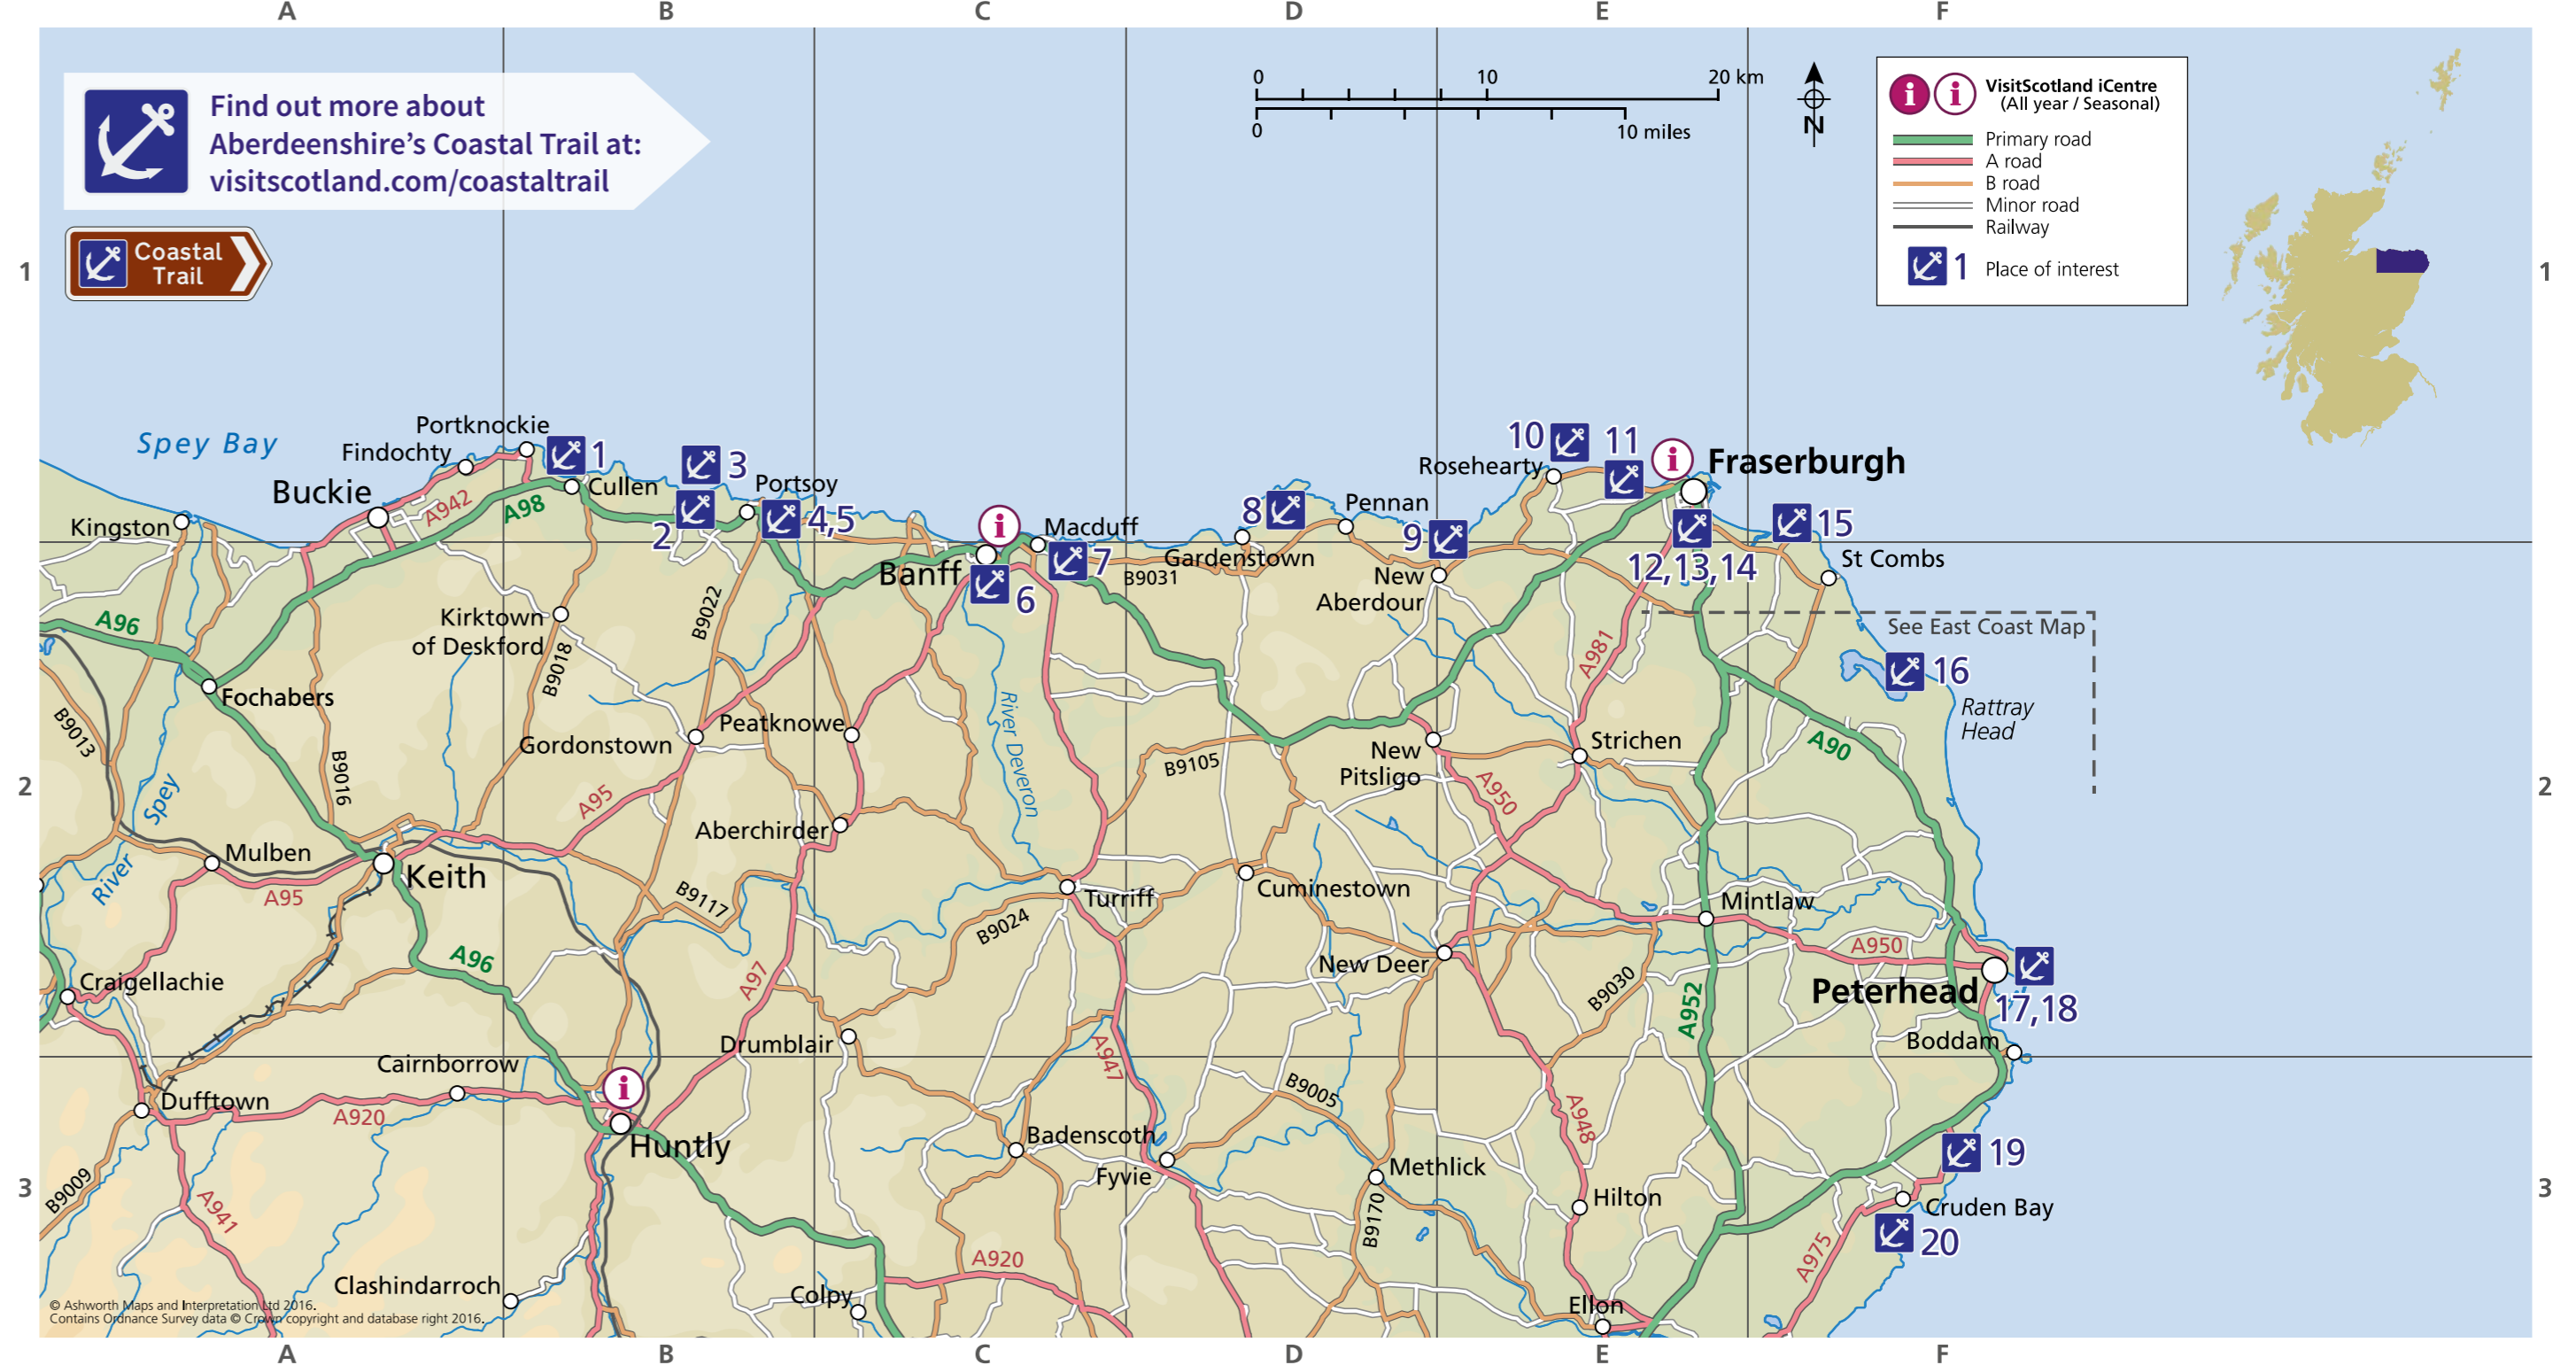 A B C D E F
Find out more about
Aberdeenshire's Coastal Trail at:
visitscotland.com/coastaltrail
Coastal
Trail
0 10 20 km
0 10 miles
N
i i VisitScotland iCentre
(All year / Seasonal)
Primary road
A road
B road
Minor road
Railway
1 Place of interest
1 1
Spey Bay
Portknockie
Findochty
1
Buckie
A942
A98
Cullen
3
2
Portsoy
4,5
Kingston
i
Macduff
7
Banff
6
8
Gardenstown
B9031
Pennan
9
New
Aberdour
10
11
Rosehearty
i
Fraserburgh
12,13,14
15
St Combs
See East Coast Map
16
Rattray
Head
A96
Kirktown
of Deskford
B9018
B9022
Fochabers
B9013
B9016
Spey
River
Gordonstown
Peatknowe
River Deveron
A981
2 2
A95
Aberchirder
B9105
New
Pitsligo
A950
Strichen
A90
Mulben
A95
Keith
B9117
Turriff
B9024
Cuminestown
Mintlaw
A950
Craigellachie
A96
A97
New Deer
B9030
A952
Peterhead
17,18
Boddam
Drumblair
A947
Cairnborrow
Dufftown
A920
i
Huntly
B9005
A948
B9009
A941
Badenscoth
Fyvie
Methlick
B9170
Hilton
19
Cruden Bay
20
A975
3 3
Clashindarroch
Colpy
A920
Ellon
© Ashworth Maps and Interpretation Ltd 2016.
Contains Ordnance Survey data © Crown copyright and database right 2016.
A B C D E F